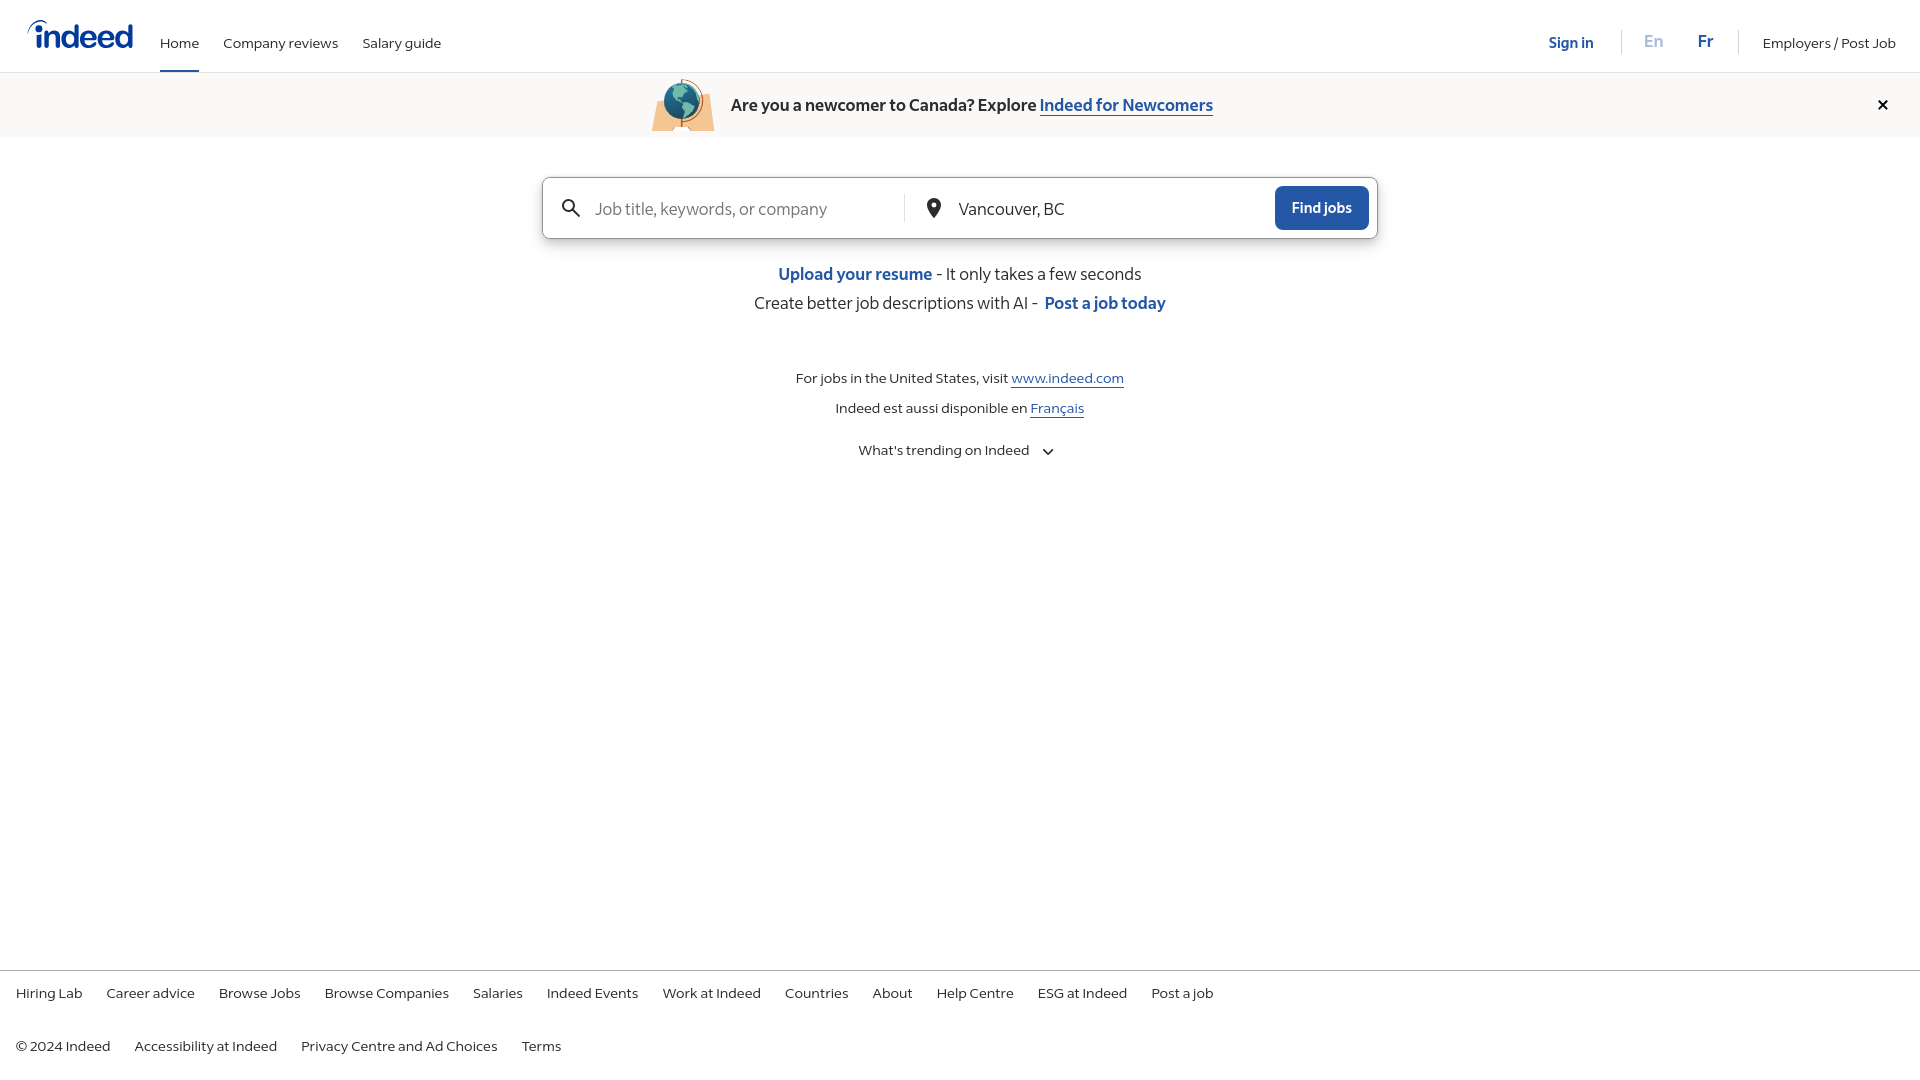 indeed
Home Company reviews Salary guide Sign in En Fr Employers / Post Job
Are you a newcomer to Canada? Explore Indeed for Newcomers ×
Job title, keywords, or company Vancouver, BC Find jobs
Upload your resume - It only takes a few seconds
Create better job descriptions with AI - Post a job today
For jobs in the United States, visit www.indeed.com
Indeed est aussi disponible en Français
What's trending on Indeed
Hiring Lab Career advice Browse Jobs Browse Companies Salaries Indeed Events Work at Indeed Countries About Help Centre ESG at Indeed Post a job
© 2024 Indeed Accessibility at Indeed Privacy Centre and Ad Choices Terms